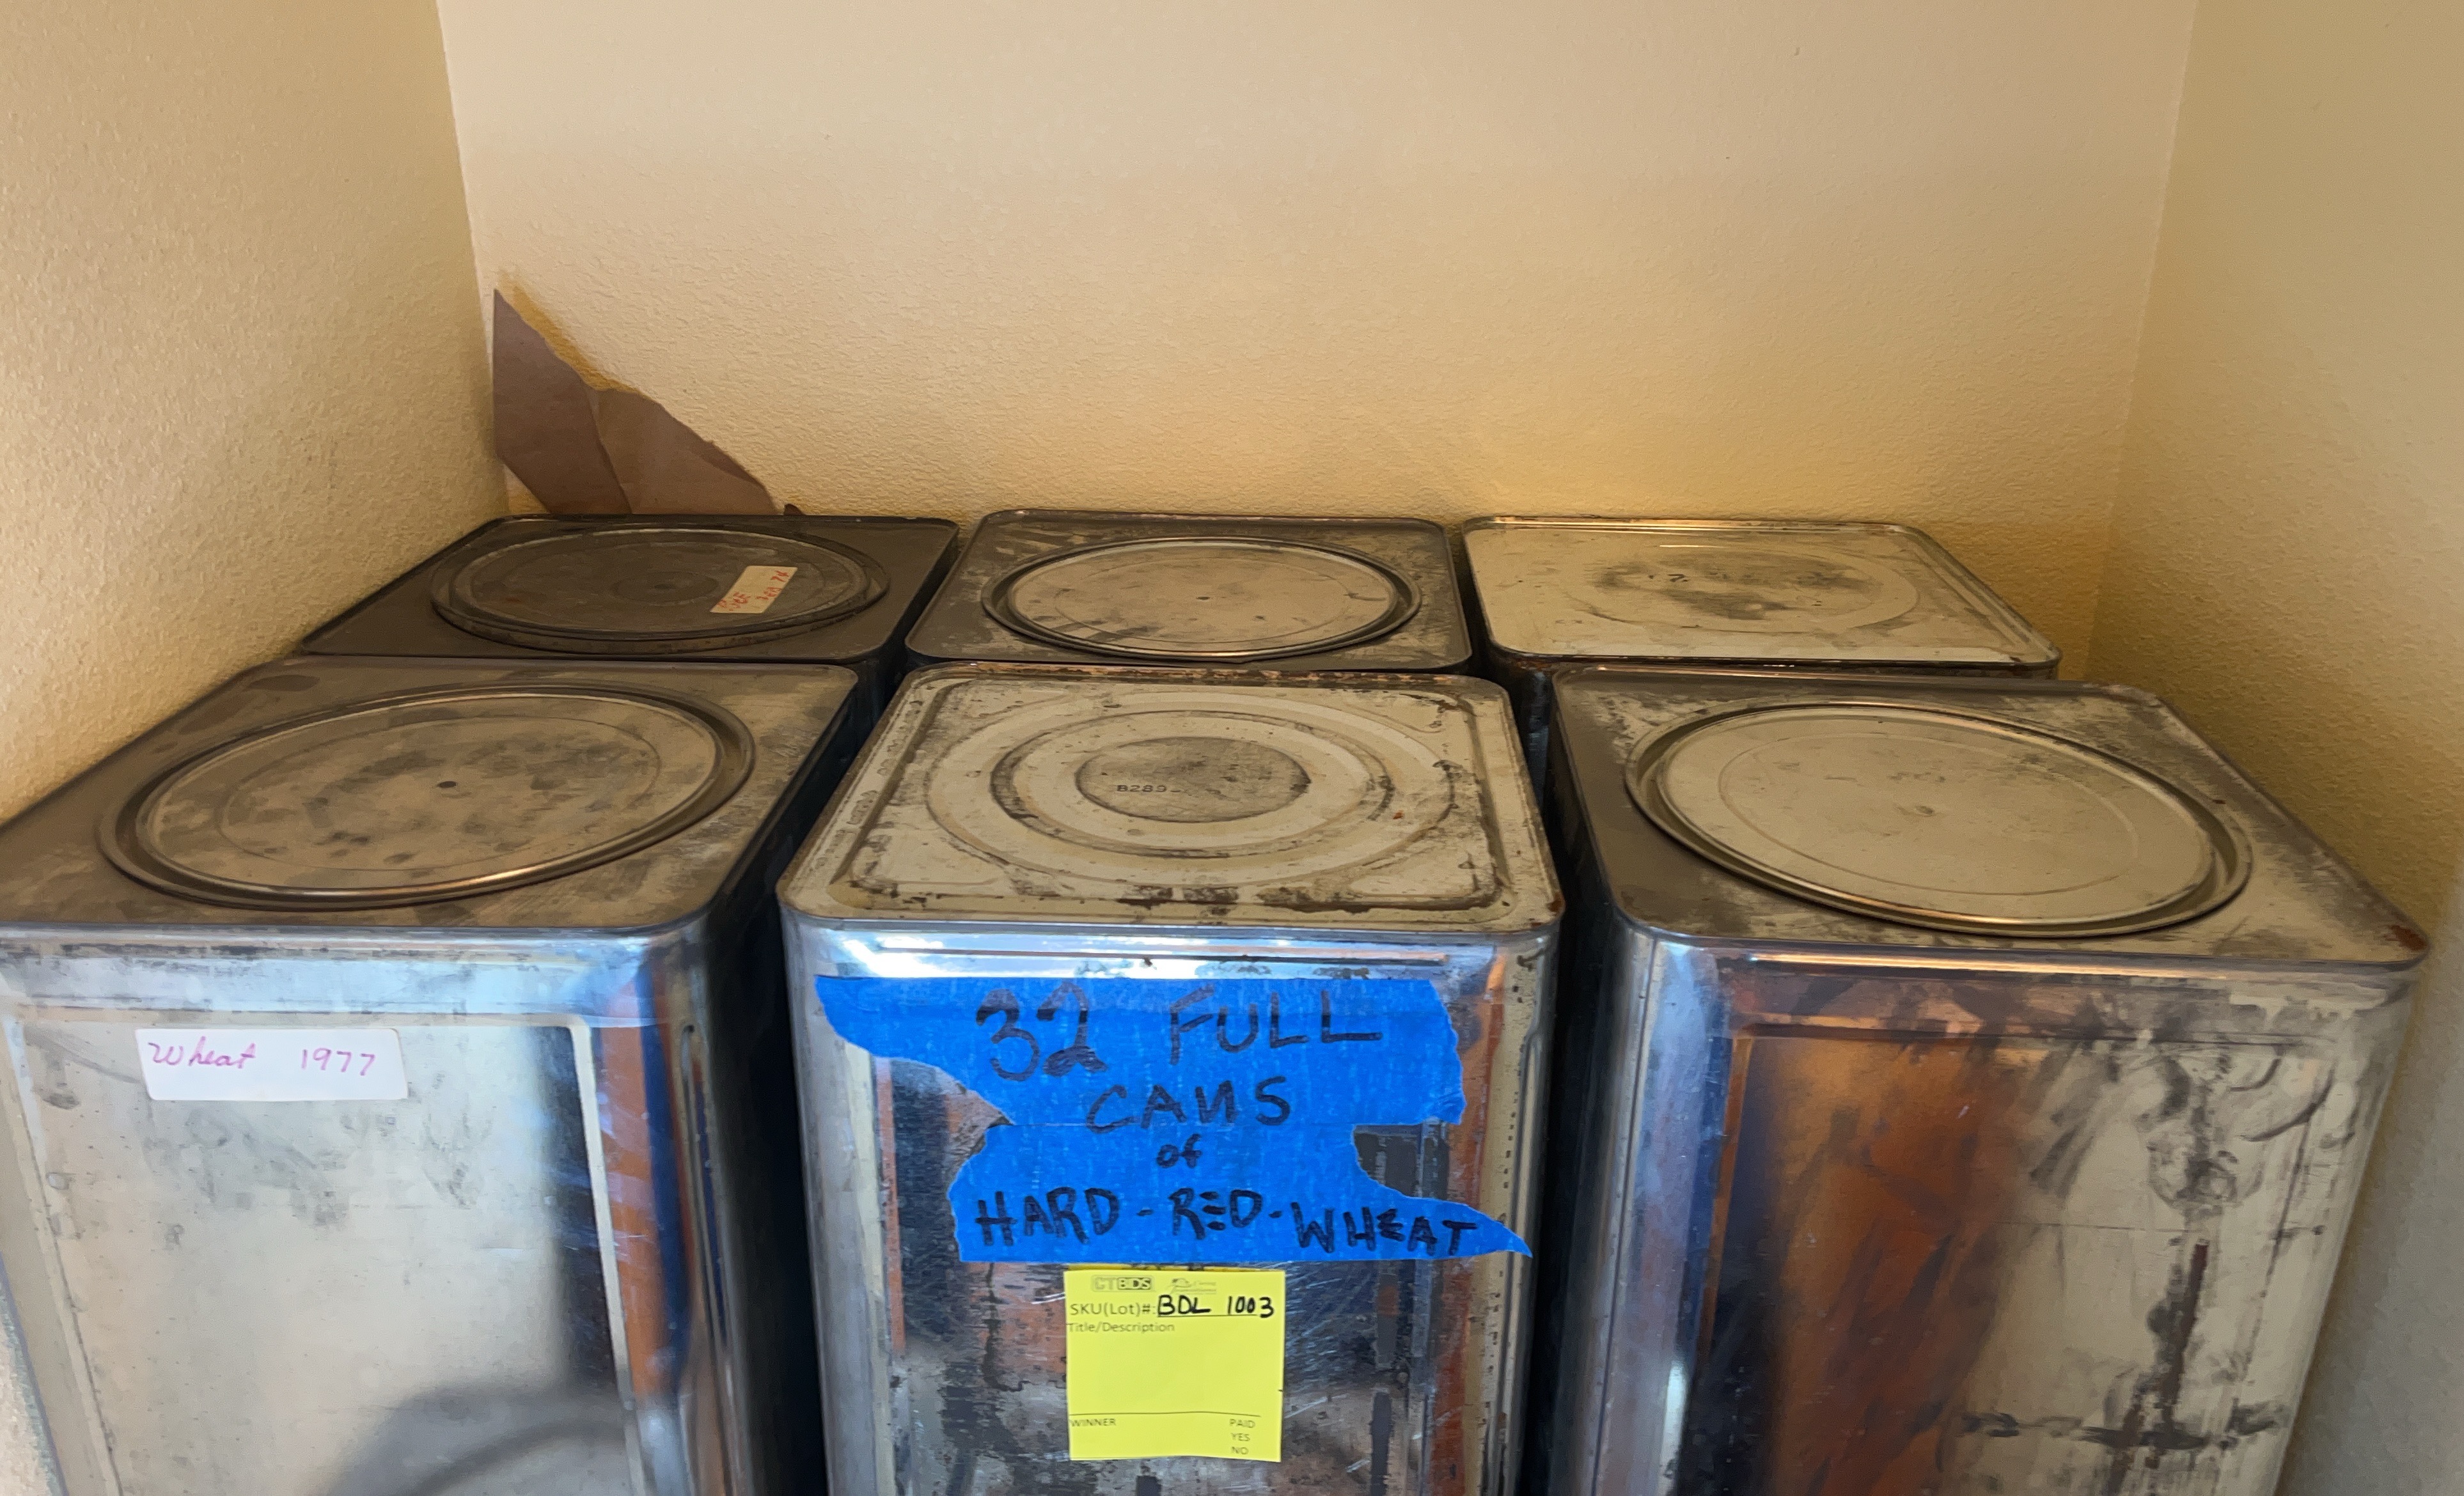 B289
Wheat 1977
32 FULL
CANS
of
HARD-RED-WHEAT
CTBIDS
SKU(Lot)#: BDL 1003
Title/Description
WINNER PAID
YES
NO